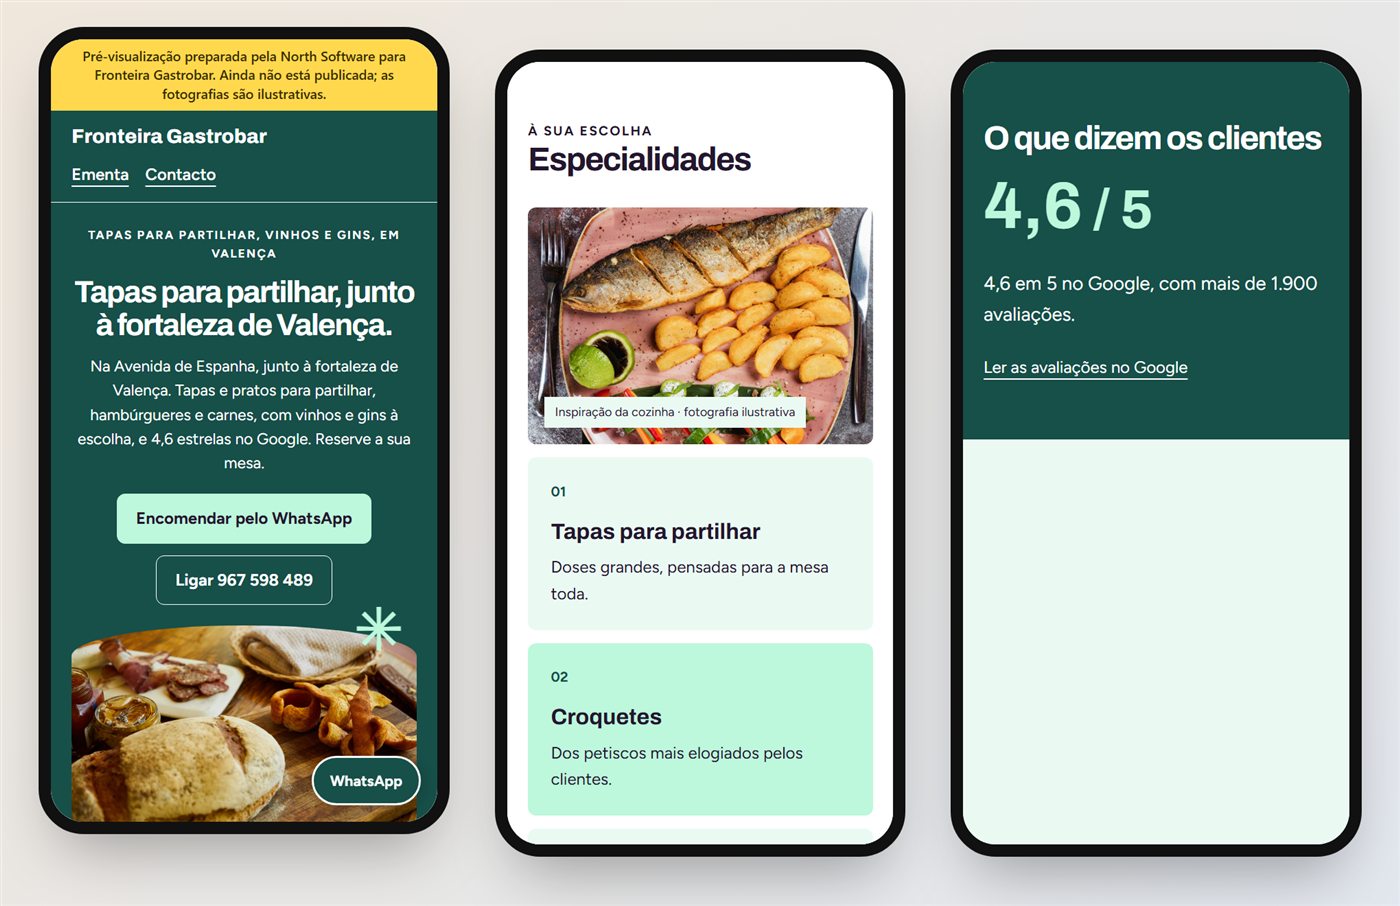 Pré-visualização preparada pela North Software para
Fronteira Gastrobar. Ainda não está publicada; as
fotografias são ilustrativas.
Fronteira Gastrobar
Ementa Contacto
TAPAS PARA PARTILHAR, VINHOS E GINS, EM
VALENÇA
Tapas para partilhar, junto
à fortaleza de Valença.
Na Avenida de Espanha, junto à fortaleza de
Valença. Tapas e pratos para partilhar,
hambúrgueres e carnes, com vinhos e gins à
escolha, e 4,6 estrelas no Google. Reserve a sua
mesa.
Encomendar pelo WhatsApp
Ligar 967 598 489
WhatsApp
À SUA ESCOLHA
Especialidades
Inspiração da cozinha · fotografia ilustrativa
01
Tapas para partilhar
Doses grandes, pensadas para a mesa
toda.
02
Croquetes
Dos petiscos mais elogiados pelos
clientes.
O que dizem os clientes
4,6 / 5
4,6 em 5 no Google, com mais de 1.900
avaliações.
Ler as avaliações no Google